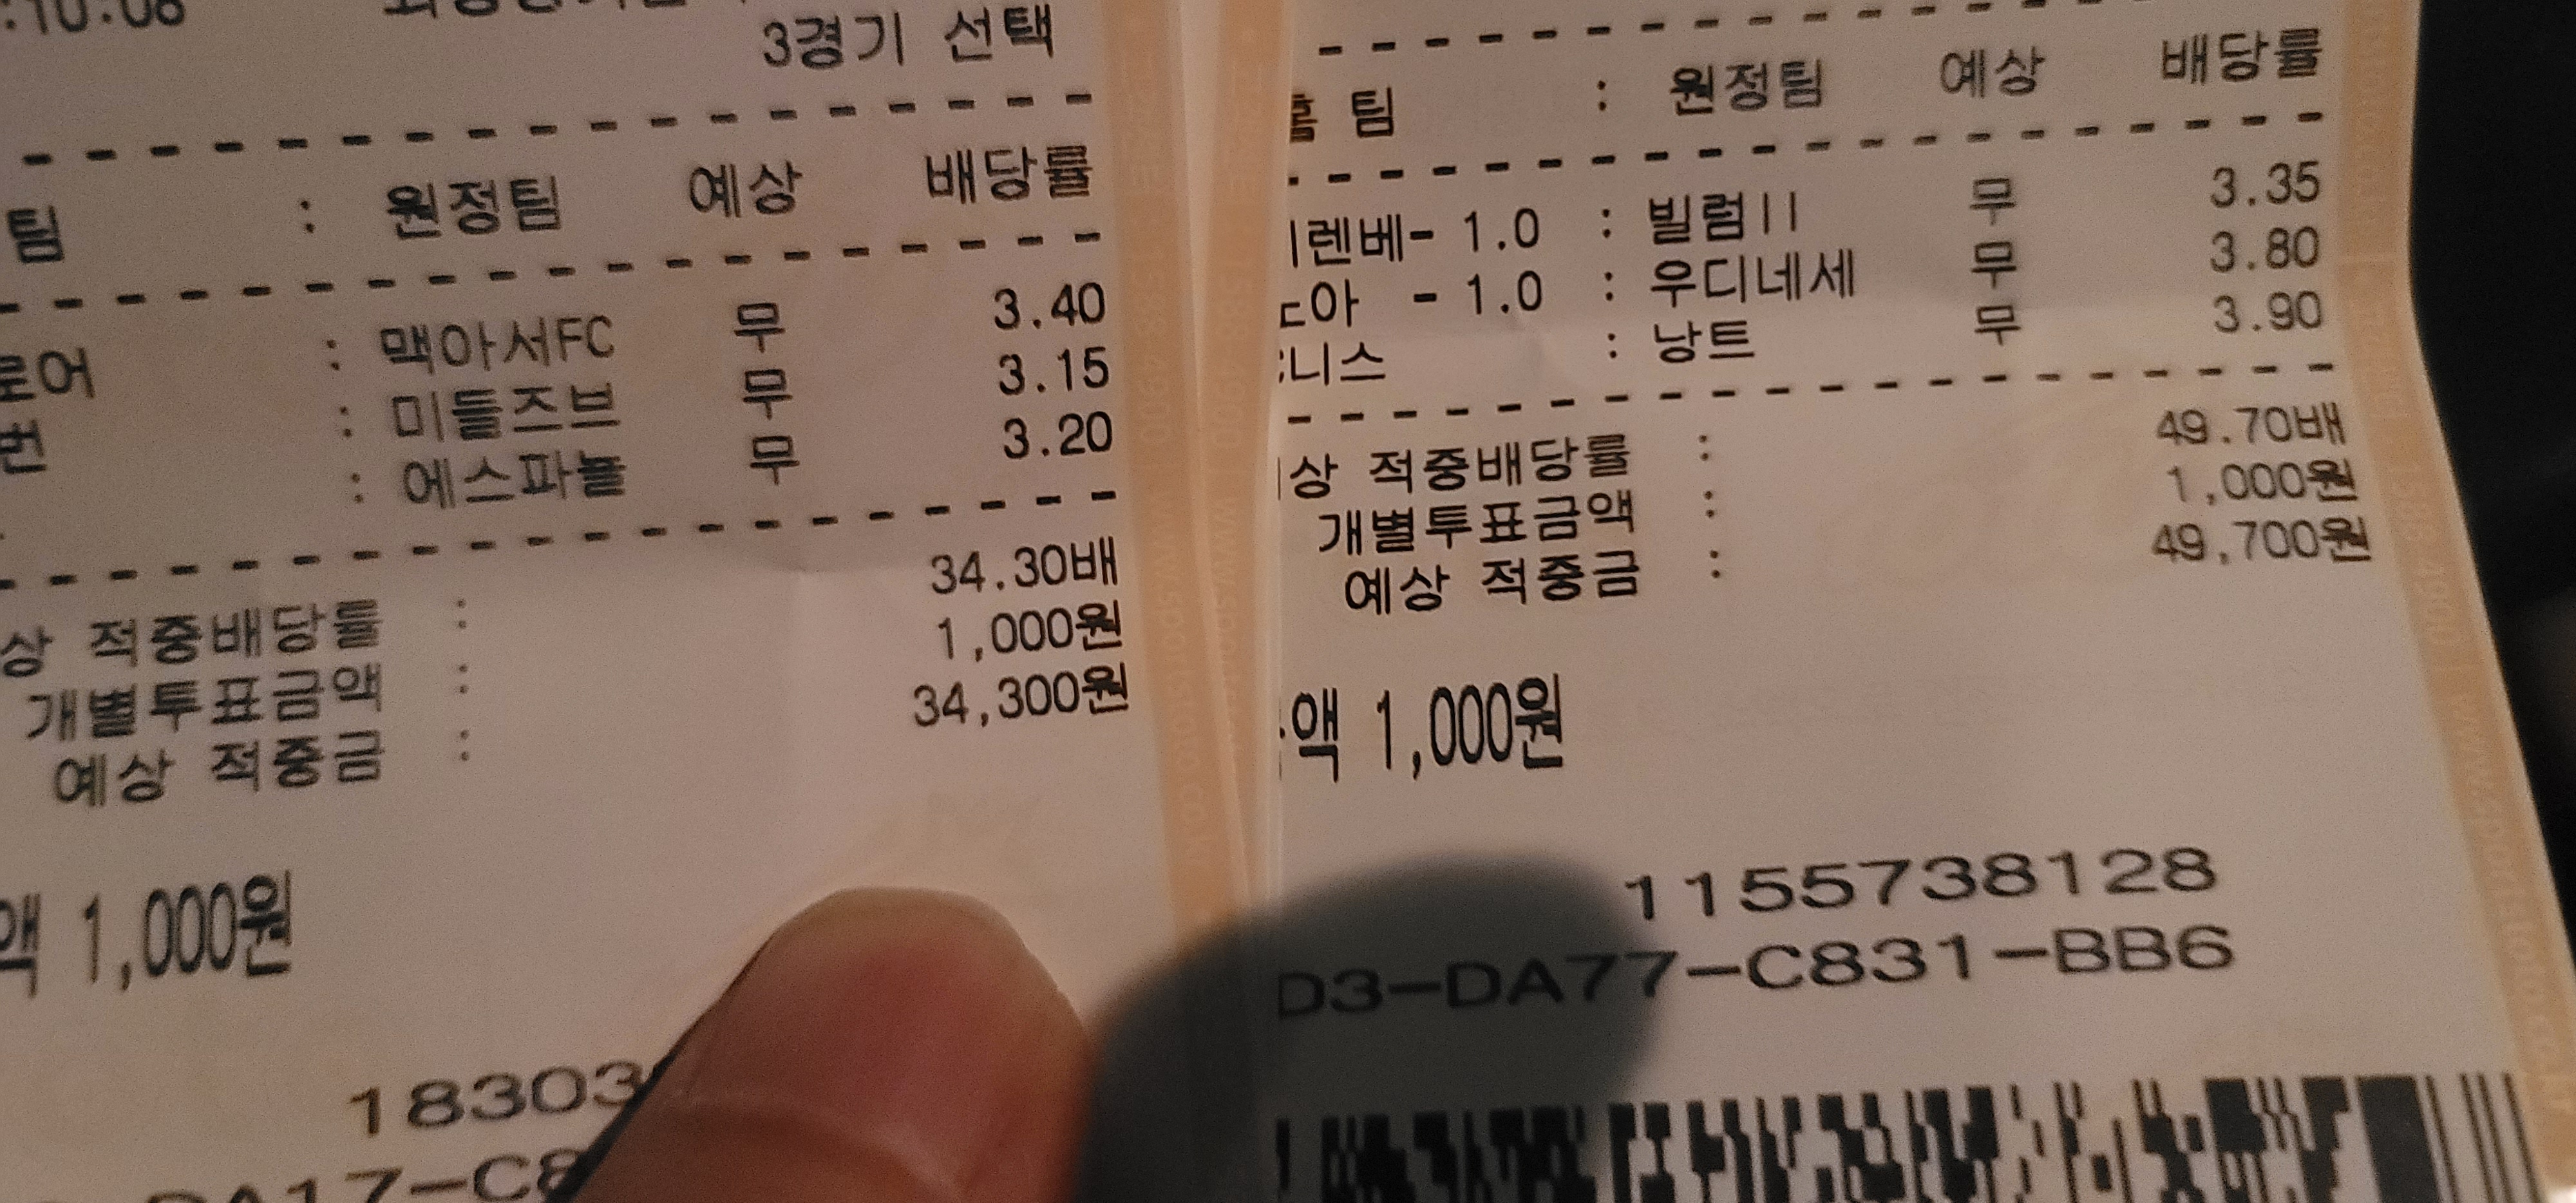 :10:08
3경기 선택
팀 : 원정팀 예상 배당률
로어 : 맥아서FC 무 3.40
번 : 미들즈브 무 3.15
: 에스파뇰 무 3.20
상 적중배당률 : 34.30배
개별투표금액 : 1,000원
예상 적중금 : 34,300원
액 1,000원
18303
DA17-C8
홈 팀 : 원정팀 예상 배당률
렌베- 1.0 : 빌럼II 무 3.35
아 - 1.0 : 우디네세 무 3.80
니스 : 낭트 무 3.90
상 적중배당률 : 49.70배
개별투표금액 : 1,000원
예상 적중금 : 49,700원
액 1,000원
1155738128
D3-DA77-C831-BB6